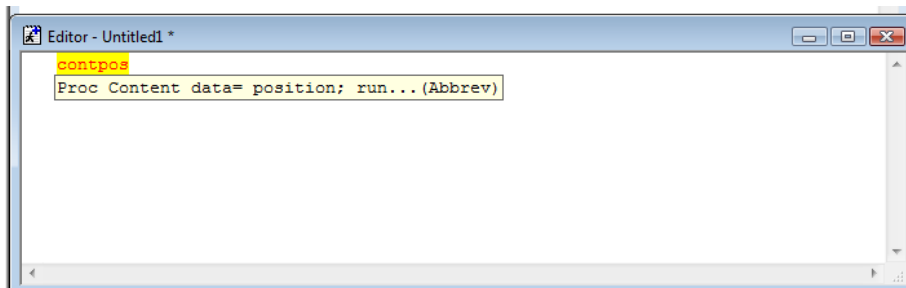 Editor - Untitled1 *
contpos
Proc Content data= position; run...(Abbrev)